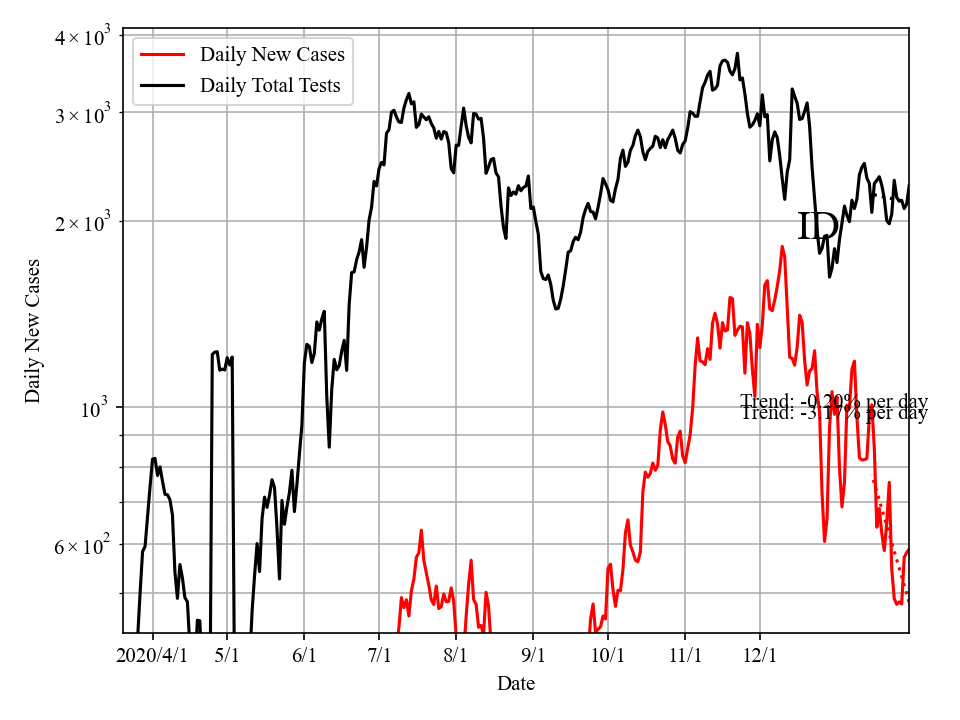 4×10³
Daily New Cases
Daily Total Tests
3×10³
2×10³
ID
10³
Trend: -0.20% per day
Trend: -3.17% per day
6×10²
Daily New Cases
2020/4/1 5/1 6/1 7/1 8/1 9/1 10/1 11/1 12/1
Date